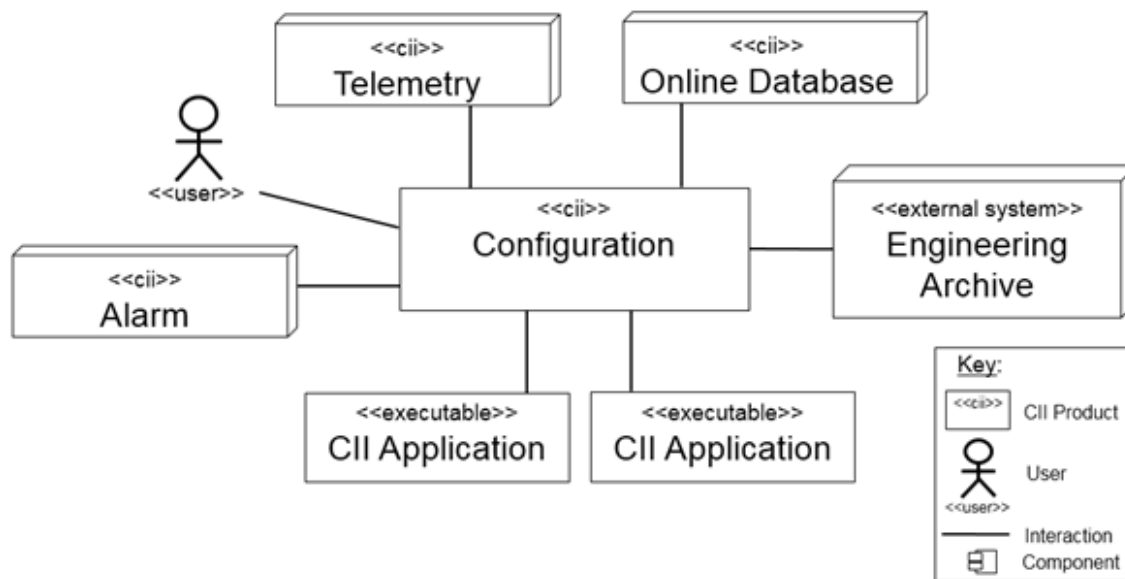 <<cii>>
Telemetry
<<cii>>
Online Database
<<user>>
<<cii>>
Configuration
<<external system>>
Engineering
Archive
<<cii>>
Alarm
<<executable>>
CII Application
<<executable>>
CII Application
Key:
<<cii>>
CII Product
User
<<user>>
Interaction
Component